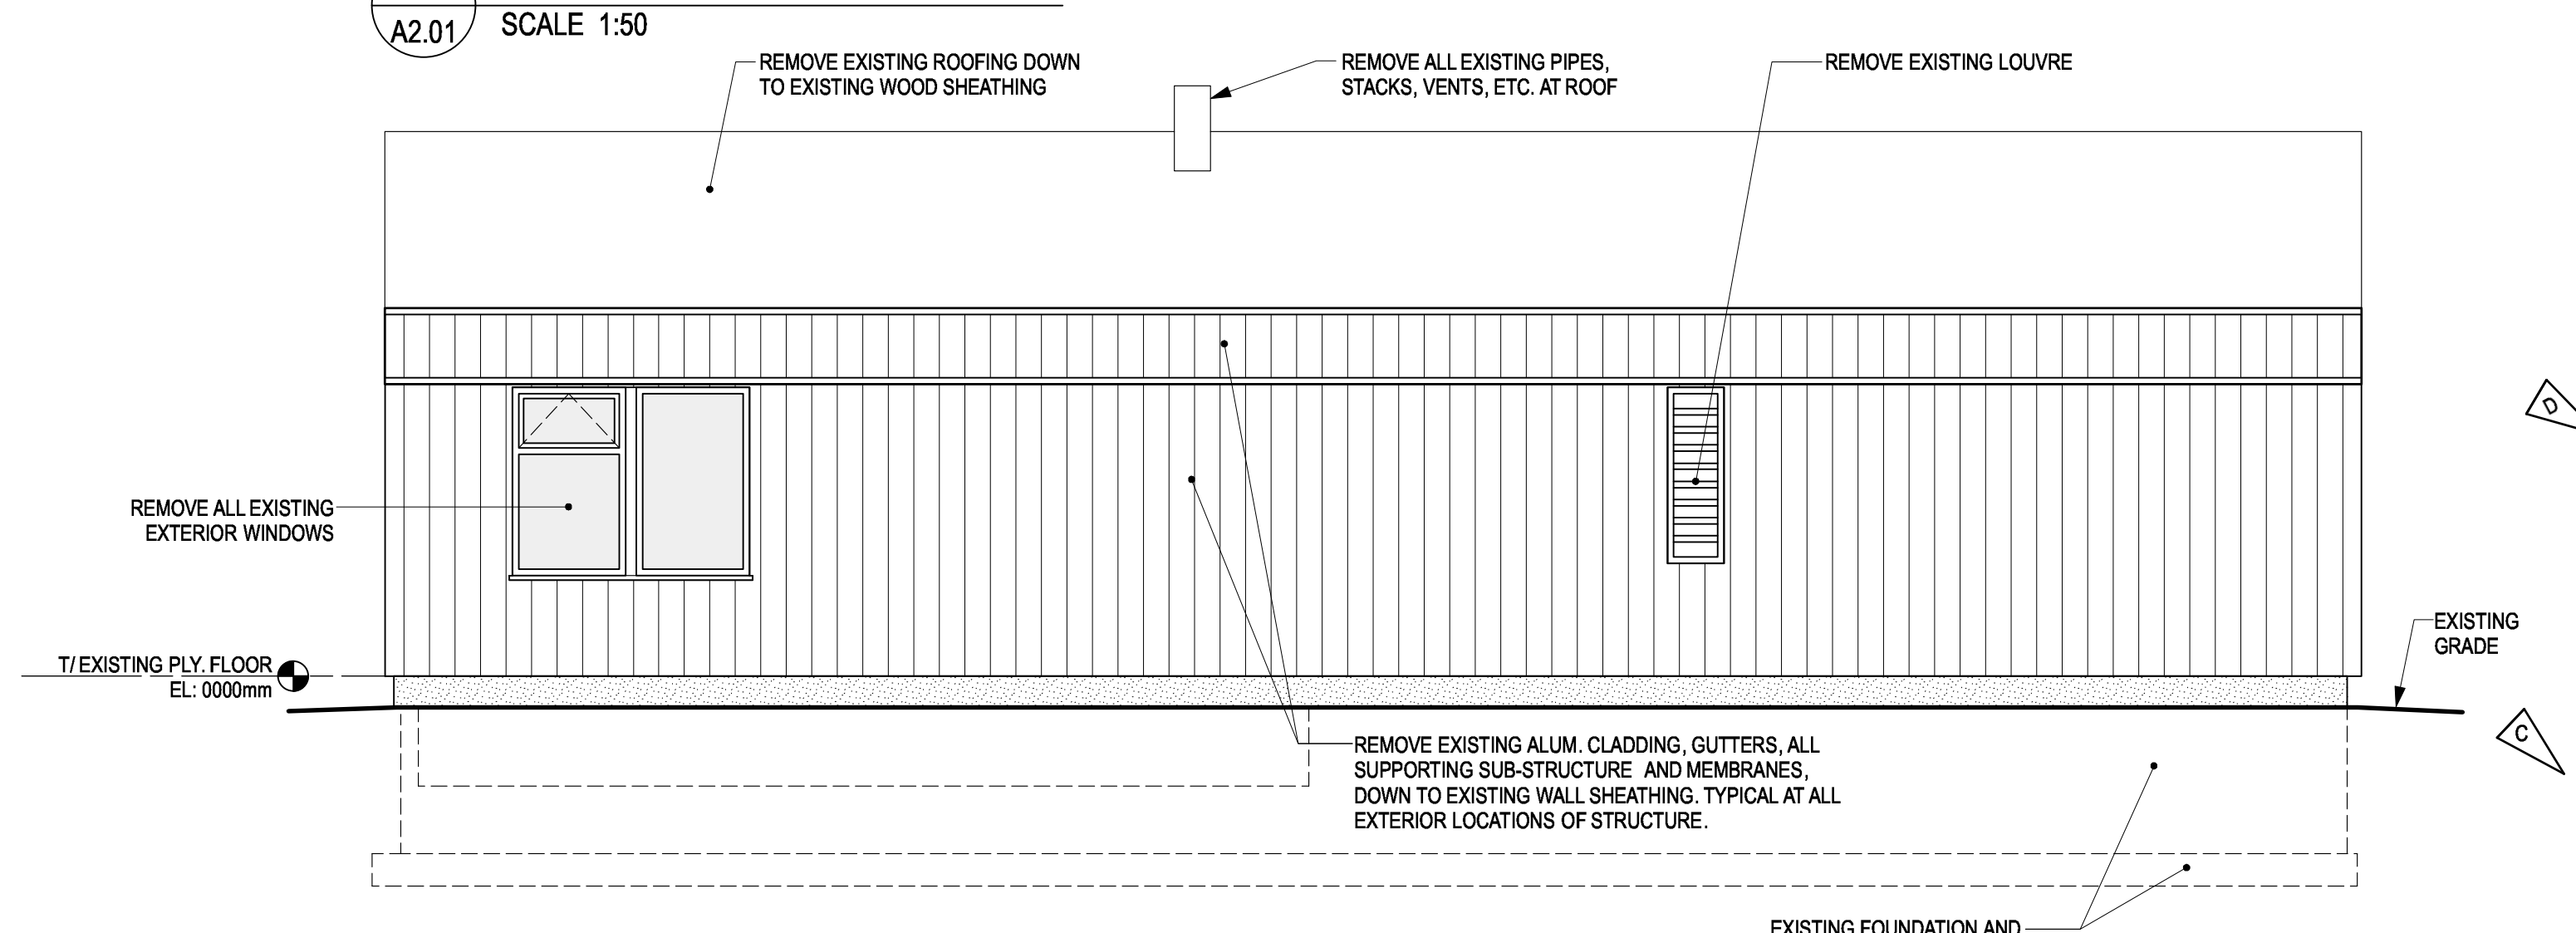 A2.01
SCALE 1:50
REMOVE EXISTING ROOFING DOWN
TO EXISTING WOOD SHEATHING
REMOVE ALL EXISTING PIPES,
STACKS, VENTS, ETC. AT ROOF
REMOVE EXISTING LOUVRE
D
REMOVE ALL EXISTING
EXTERIOR WINDOWS
EXISTING
GRADE
T/ EXISTING PLY. FLOOR
EL: 0000mm
C
REMOVE EXISTING ALUM. CLADDING, GUTTERS, ALL
SUPPORTING SUB-STRUCTURE AND MEMBRANES,
DOWN TO EXISTING WALL SHEATHING. TYPICAL AT ALL
EXTERIOR LOCATIONS OF STRUCTURE.
EXISTING FOUNDATION AND